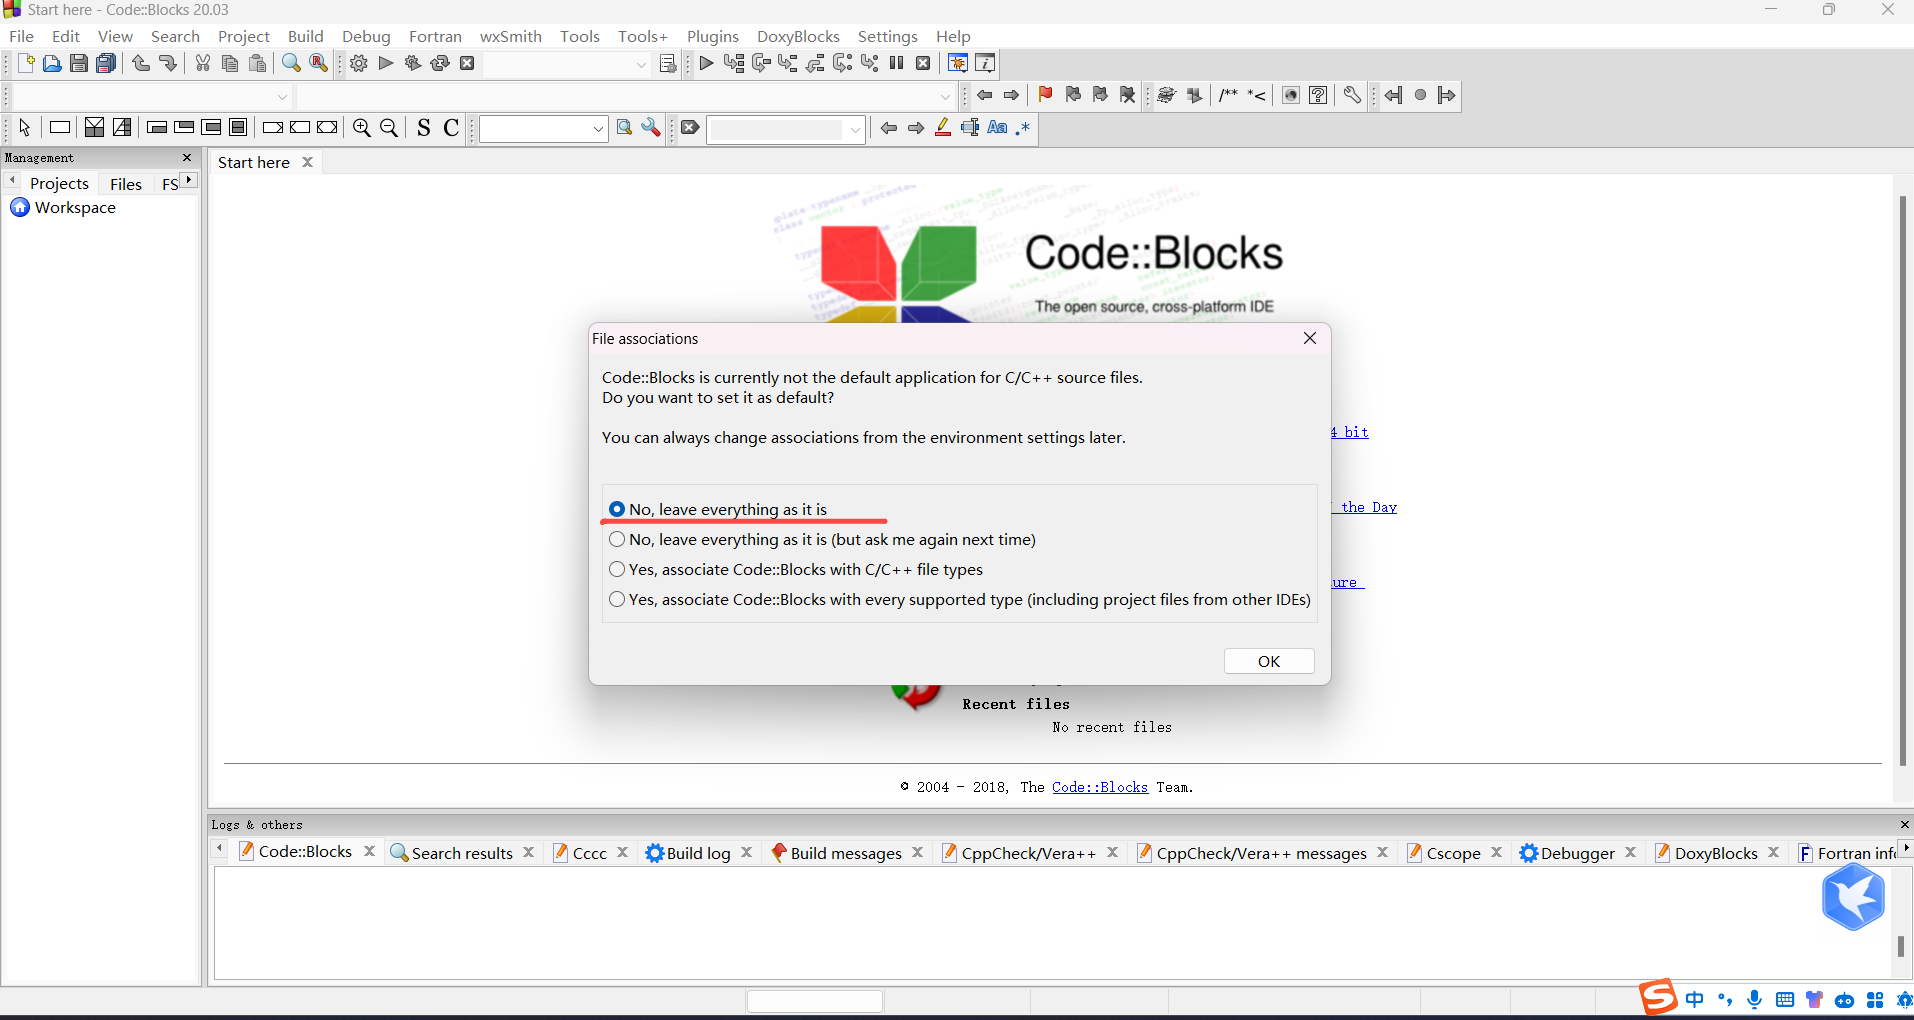 Start here - Code::Blocks 20.03
File Edit View Search Project Build Debug Fortran wxSmith Tools Tools+ Plugins DoxyBlocks Settings Help
/** *<
S C
Aa .*
Management
Start here
Projects Files FS
Workspace
Code::Blocks
The open source, cross-platform IDE
File associations
Code::Blocks is currently not the default application for C/C++ source files.
Do you want to set it as default?
You can always change associations from the environment settings later.
4 bit
the Day
No, leave everything as it is
No, leave everything as it is (but ask me again next time)
Yes, associate Code::Blocks with C/C++ file types
ure
Yes, associate Code::Blocks with every supported type (including project files from other IDEs)
OK
Recent files
No recent files
© 2004 - 2018, The Code::Blocks Team.
Logs & others
Code::Blocks Search results Cccc Build log Build messages CppCheck/Vera++ CppCheck/Vera++ messages Cscope Debugger DoxyBlocks Fortran info
S 中